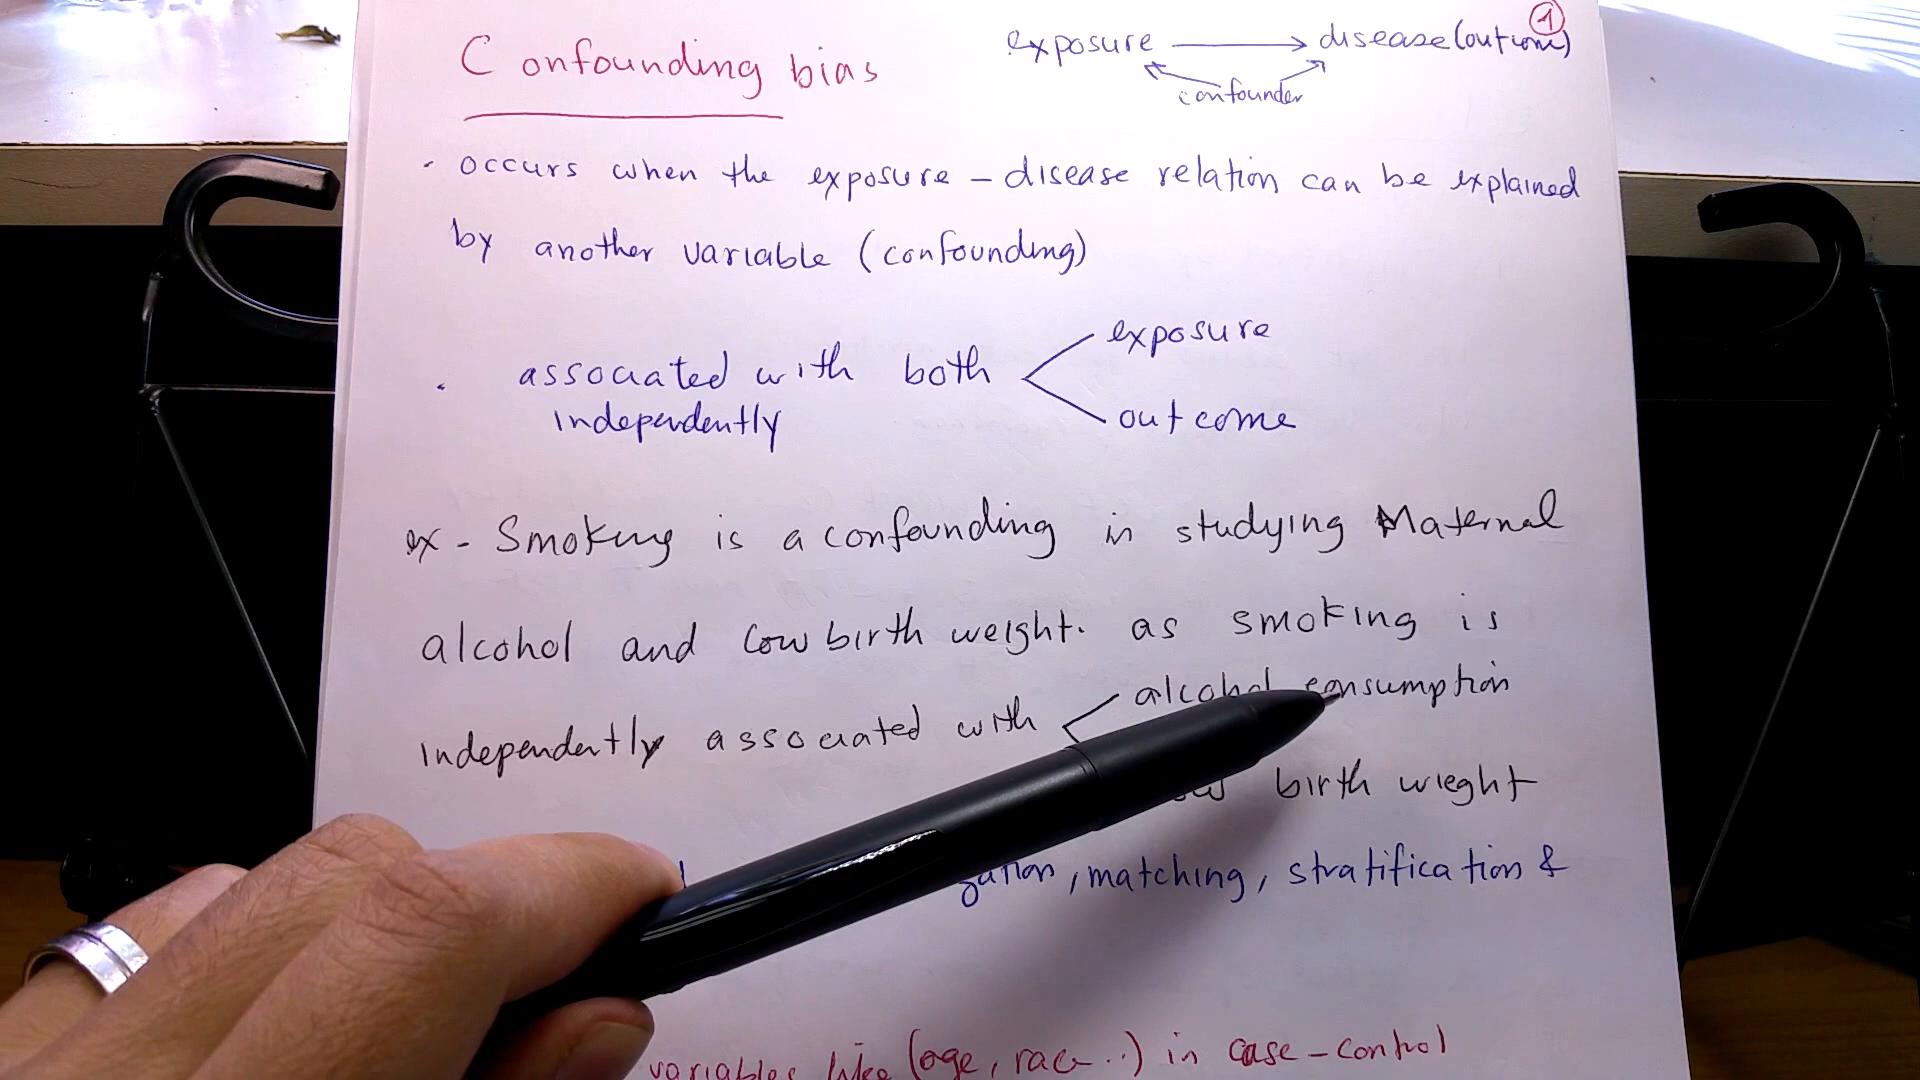 Confounding bias
exposure → disease (outcome)
1
confounder
• occurs when the exposure – disease relation can be explained
by another variable (confounding)
exposure
• associated with both
independently
outcome
ex - Smoking is a confounding in studying Maternal
alcohol and low birth weight. as smoking is
alcohol consumption
independently associated with
birth wieght
, matching, stratification &
variables like (age, race...) in case-control